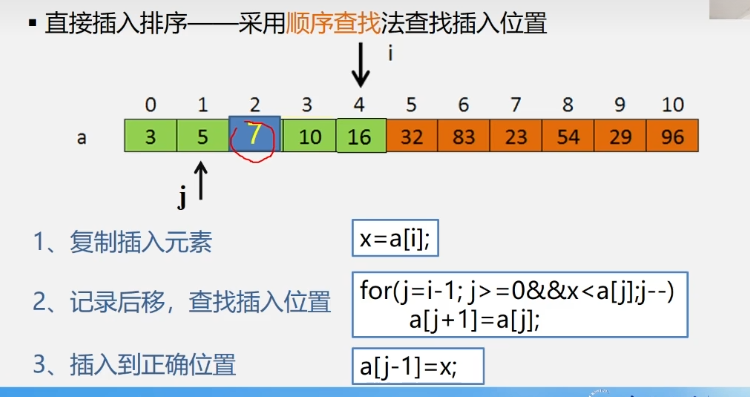 ▪ 直接插入排序——采用顺序查找法查找插入位置
i
0 1 2 3 4 5 6 7 8 9 10
a 3 5 7 10 16 32 83 23 54 29 96
j
1、复制插入元素 x=a[i];
2、记录后移，查找插入位置 for(j=i-1; j>=0&&x<a[j];j--)
a[j+1]=a[j];
3、插入到正确位置 a[j-1]=x;